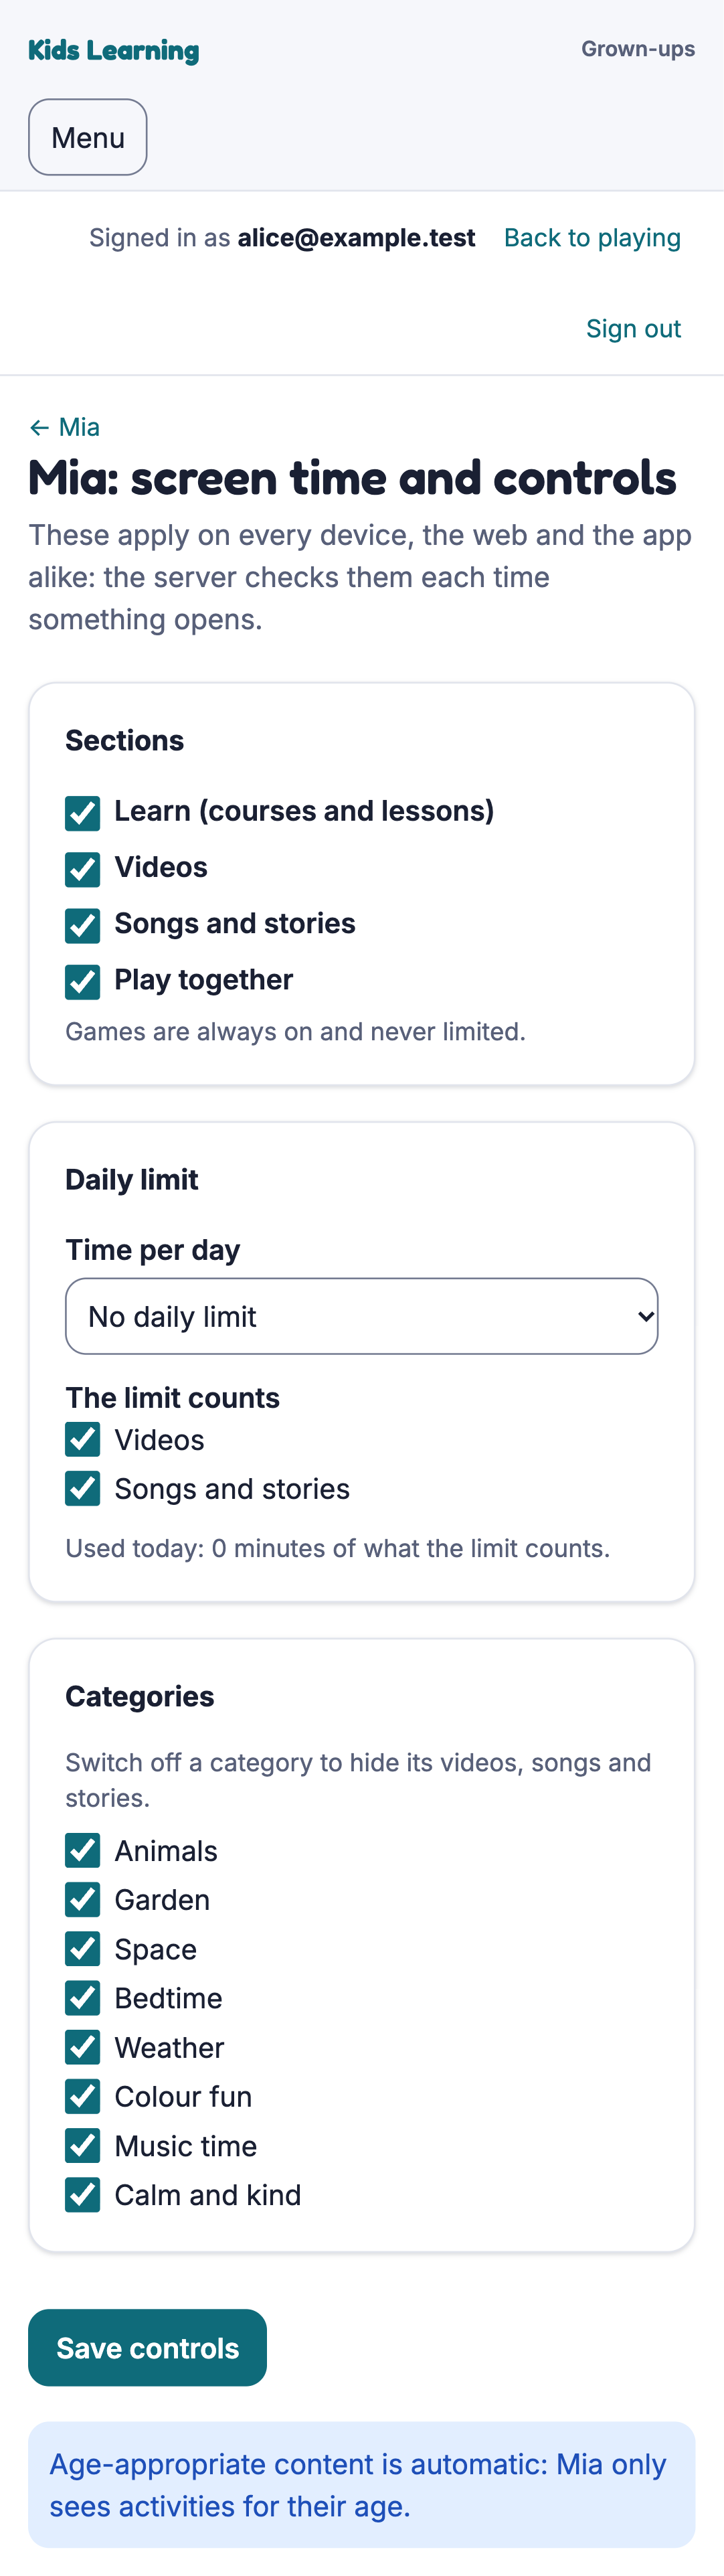 Kids Learning
Grown-ups
Menu
Signed in as alice@example.test Back to playing
Sign out
← Mia
Mia: screen time and controls
These apply on every device, the web and the app
alike: the server checks them each time
something opens.
Sections
Learn (courses and lessons)
Videos
Songs and stories
Play together
Games are always on and never limited.
Daily limit
Time per day
No daily limit
The limit counts
Videos
Songs and stories
Used today: 0 minutes of what the limit counts.
Categories
Switch off a category to hide its videos, songs and
stories.
Animals
Garden
Space
Bedtime
Weather
Colour fun
Music time
Calm and kind
Save controls
Age-appropriate content is automatic: Mia only
sees activities for their age.